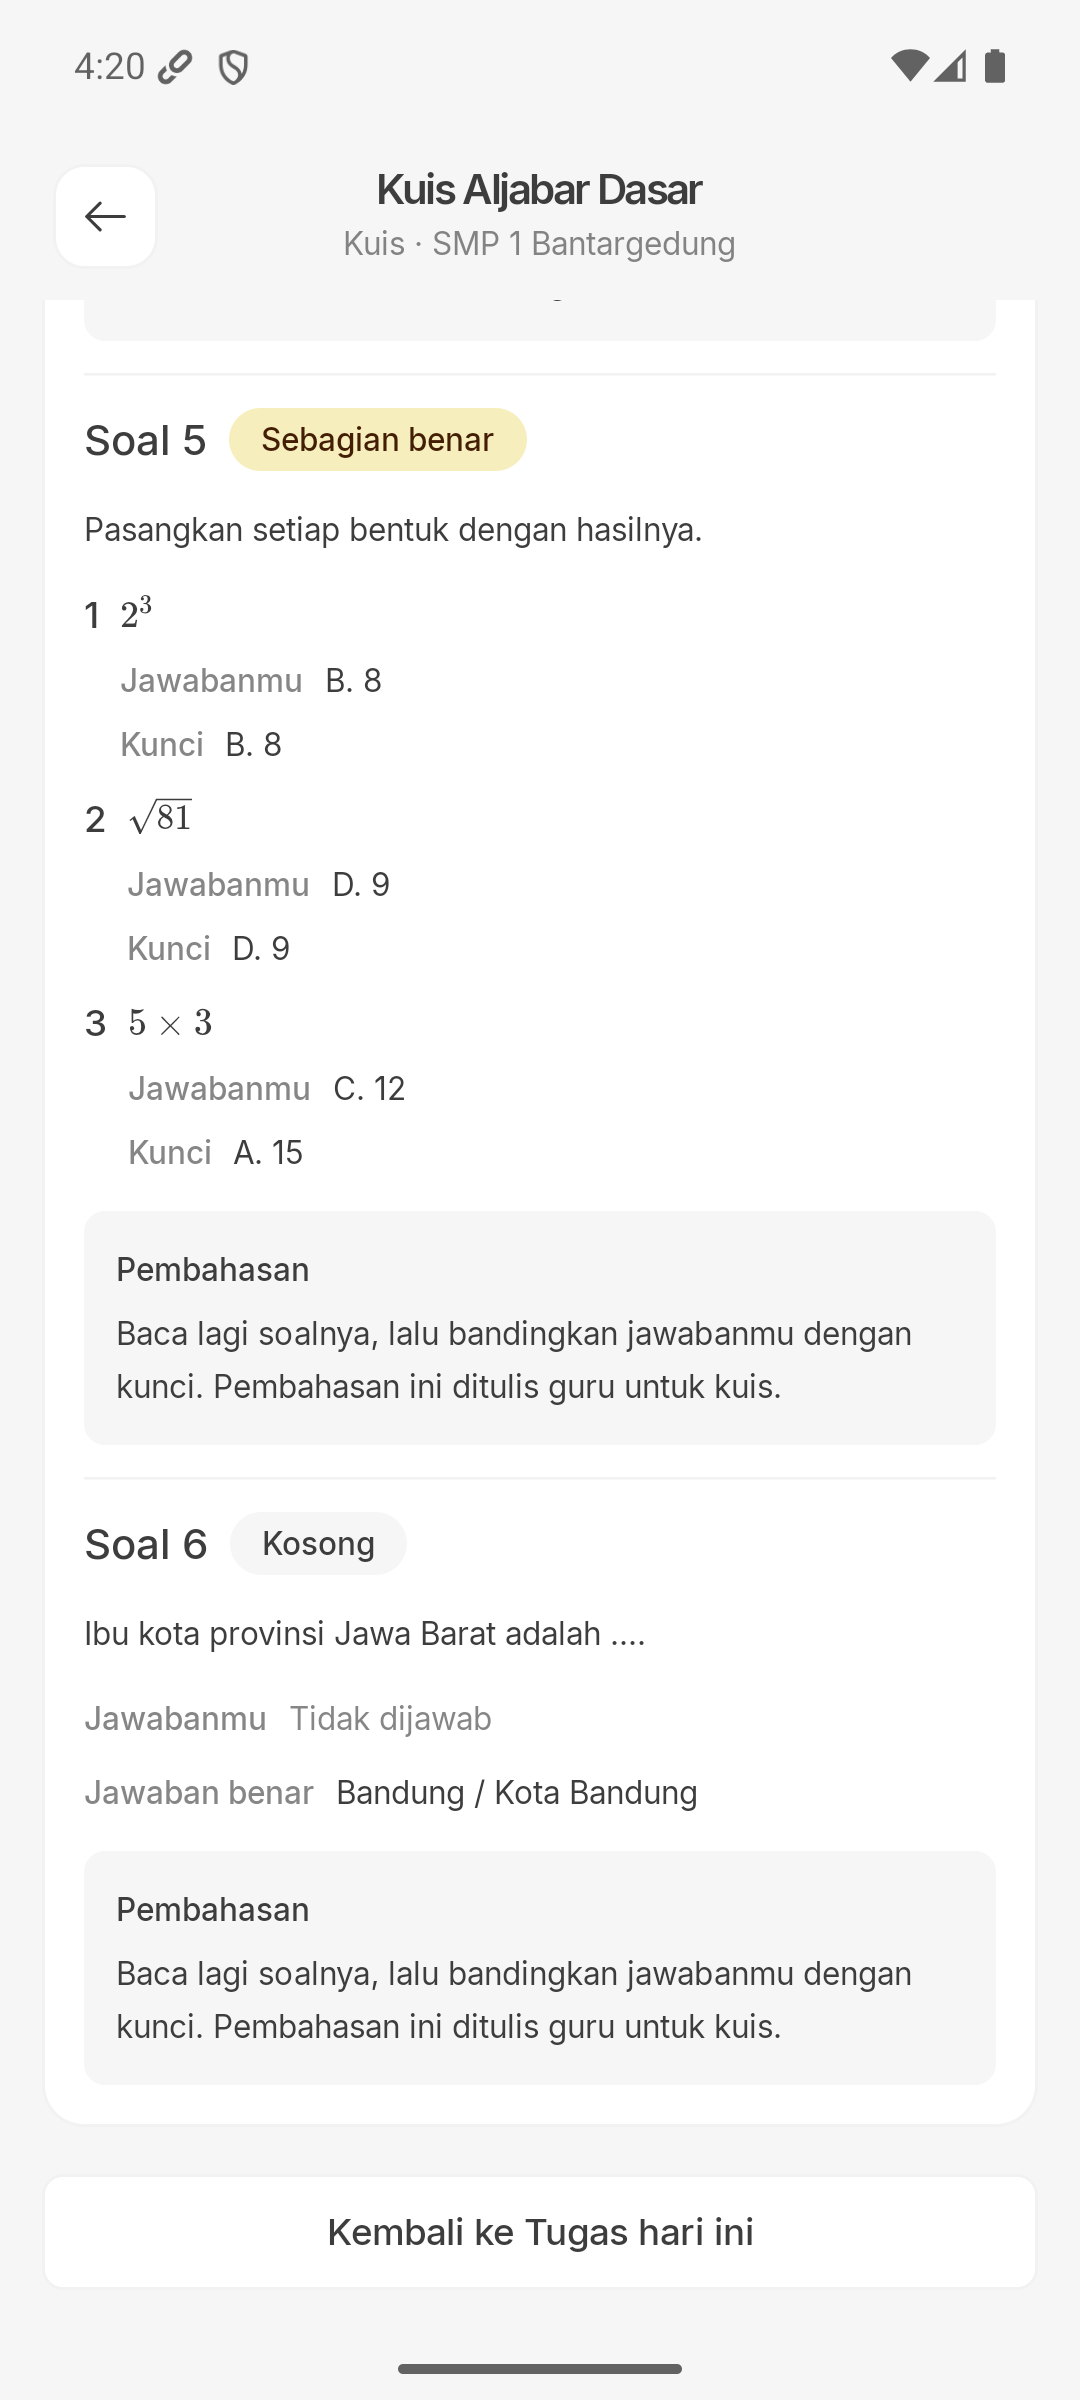 4:20
Kuis Aljabar Dasar
Kuis · SMP 1 Bantargedung
Soal 5 Sebagian benar
Pasangkan setiap bentuk dengan hasilnya.
1 2³
Jawabanmu B. 8
Kunci B. 8
2 √81
Jawabanmu D. 9
Kunci D. 9
3 5 × 3
Jawabanmu C. 12
Kunci A. 15
Pembahasan
Baca lagi soalnya, lalu bandingkan jawabanmu dengan
kunci. Pembahasan ini ditulis guru untuk kuis.
Soal 6 Kosong
Ibu kota provinsi Jawa Barat adalah ....
Jawabanmu Tidak dijawab
Jawaban benar Bandung / Kota Bandung
Pembahasan
Baca lagi soalnya, lalu bandingkan jawabanmu dengan
kunci. Pembahasan ini ditulis guru untuk kuis.
Kembali ke Tugas hari ini